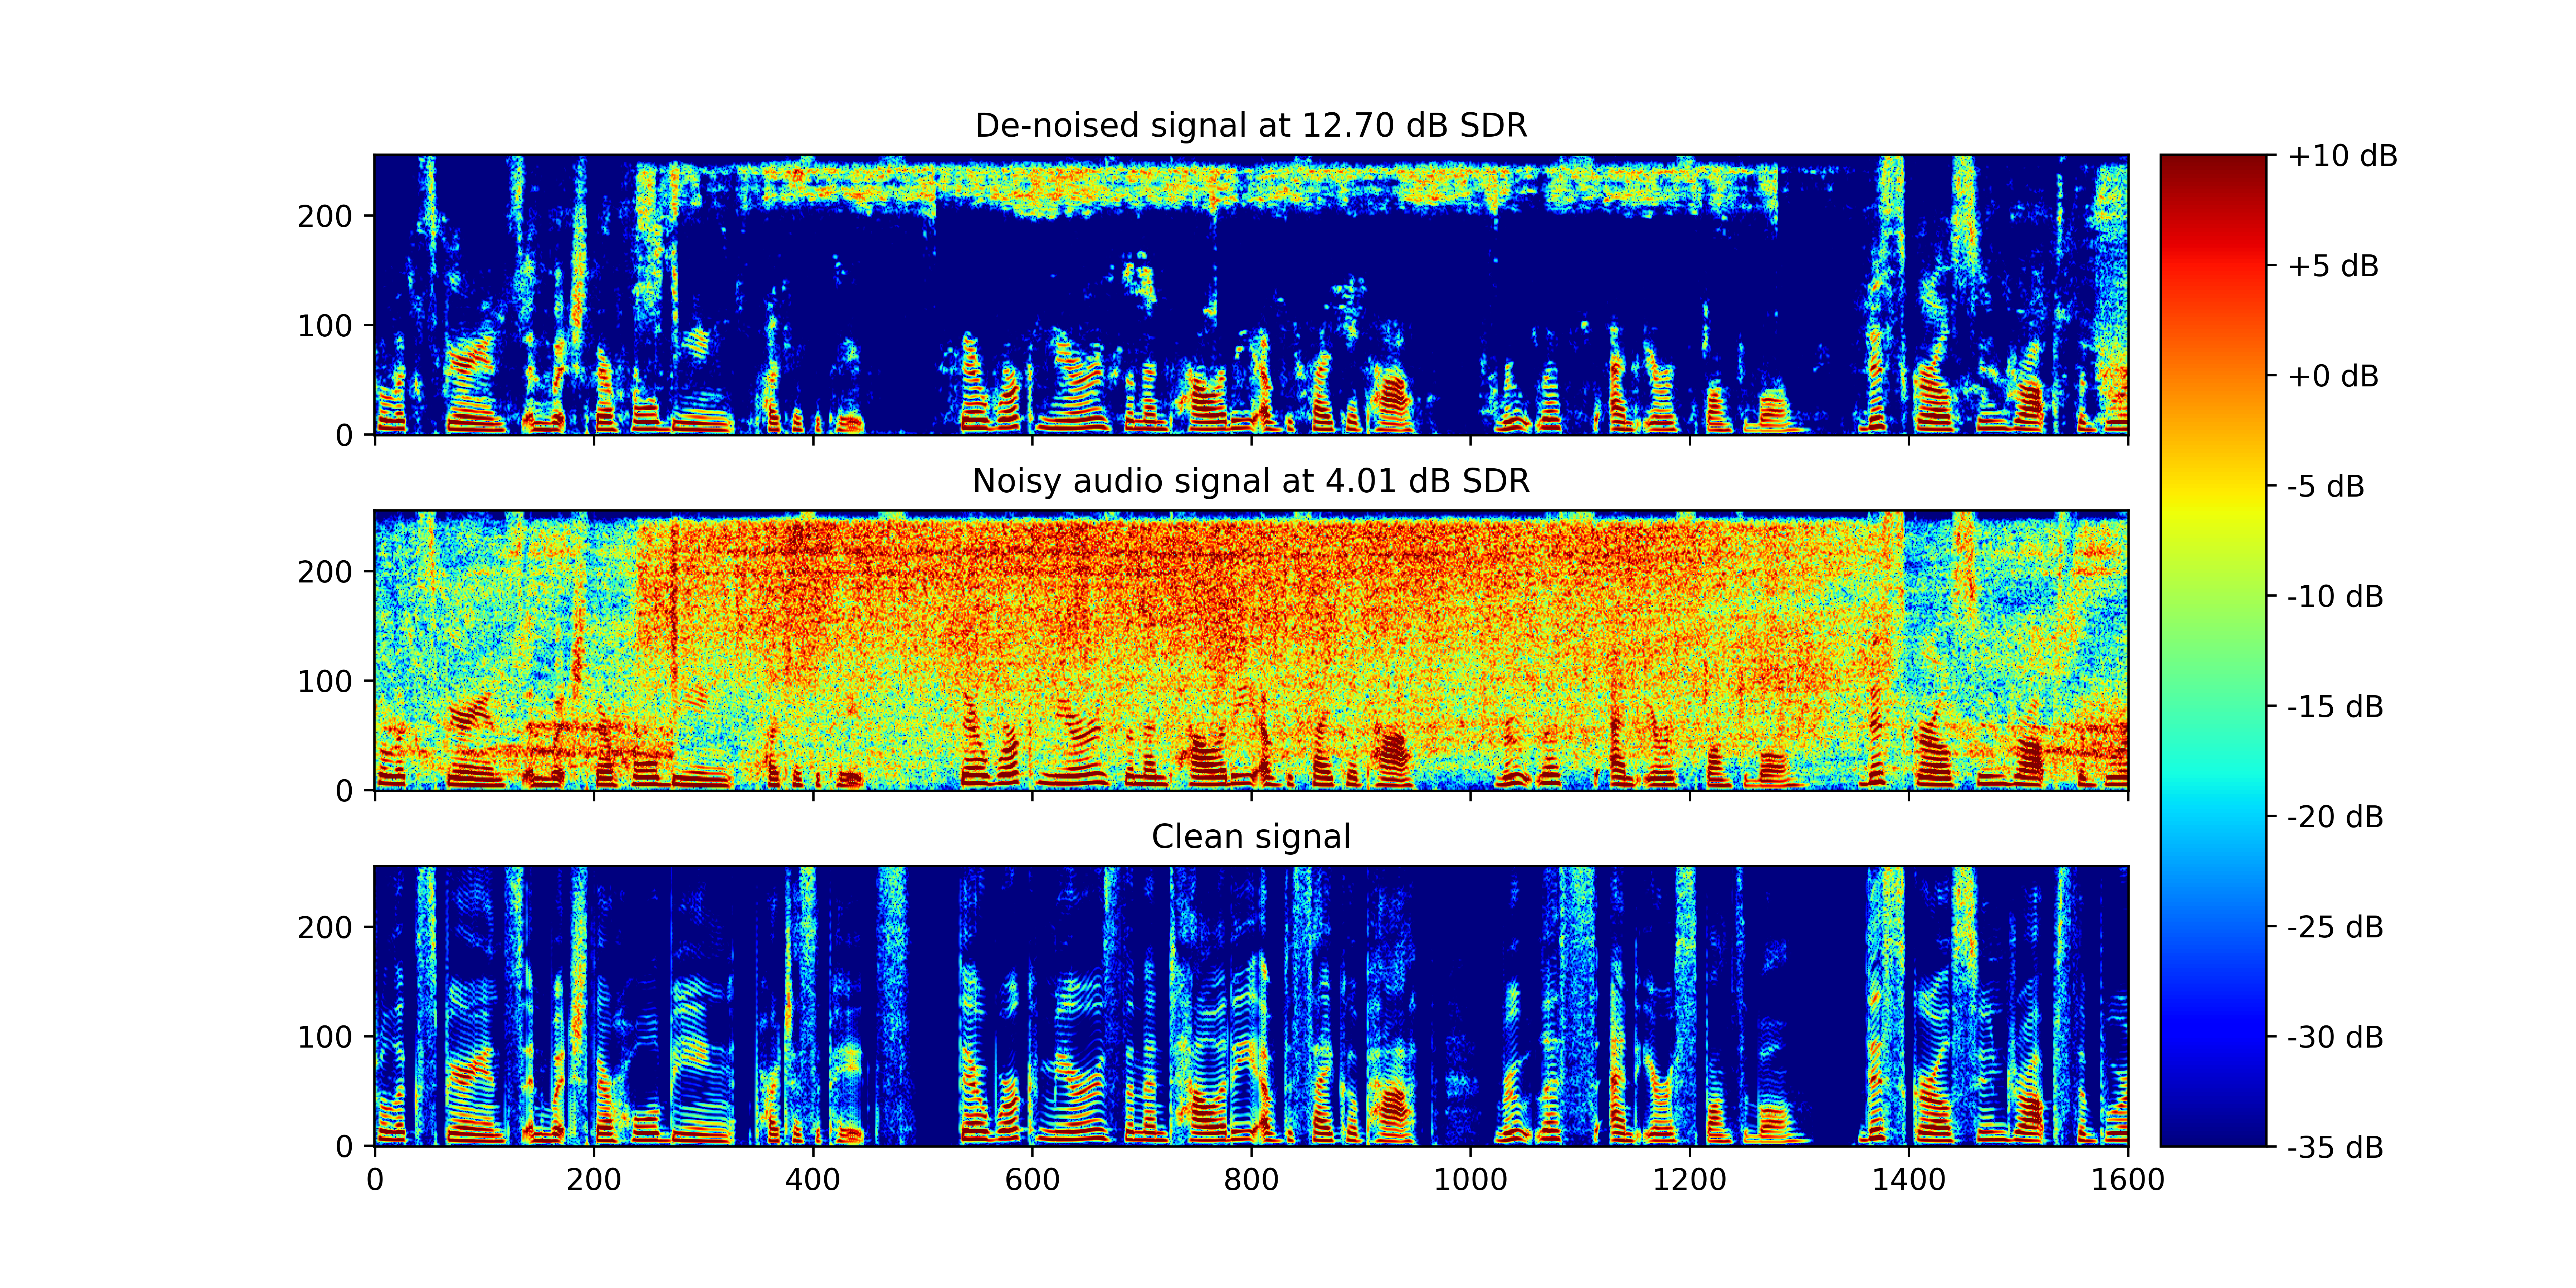 De-noised signal at 12.70 dB SDR
200
100
0
Noisy audio signal at 4.01 dB SDR
200
100
0
Clean signal
200
100
0
0 200 400 600 800 1000 1200 1400 1600
+10 dB
+5 dB
+0 dB
-5 dB
-10 dB
-15 dB
-20 dB
-25 dB
-30 dB
-35 dB